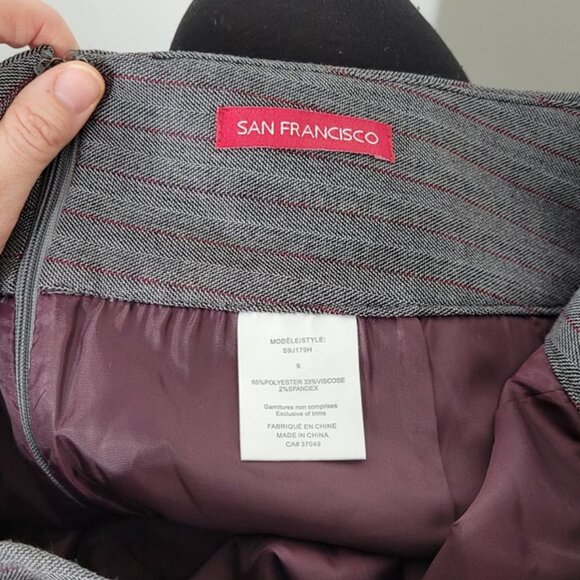 SAN FRANCISCO
MODÈLE/STYLE:
S9J179H
9
65%POLYESTER 33%VISCOSE
2%SPANDEX
Garnitures non comprises
Exclusive of trims
FABRIQUÉ EN CHINE
MADE IN CHINA
CA# 37049